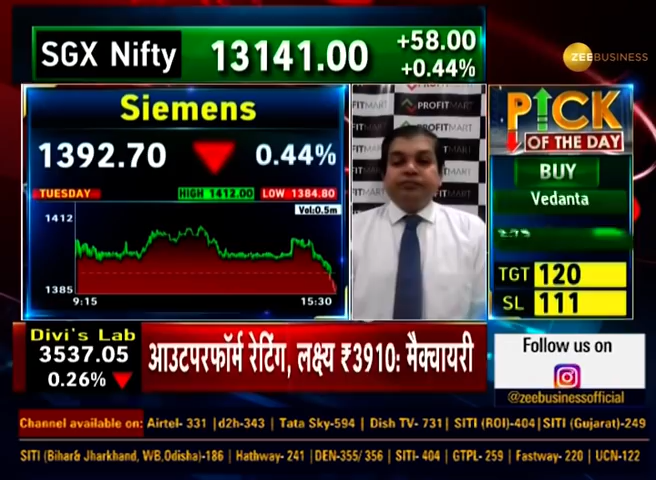 SGX Nifty 13141.00 +58.00
+0.44%
ZEEBUSINESS
Siemens
1392.70 0.44%
TUESDAY HIGH 1412.00 LOW 1384.80
Vol:0.5m
1412
1385
9:15 15:30
PROFITMART
PICK
OF THE DAY
BUY
Vedanta
TGT 120
SL 111
Divi's Lab
3537.05
0.26%
आउटपरफॉर्म रेटिंग, लक्ष्य ₹3910: मैक्वायरी
Follow us on
@zeebusinessofficial
Channel available on: Airtel- 331 |d2h-343 | Tata Sky-594 | Dish TV- 731| SITI (ROI)-404|SITI (Gujarat)-249
SITI (Bihar& Jharkhand, WB,Odisha)-186 | Hathway- 241 |DEN-355/ 356 | SITI- 404 | GTPL- 259 | Fastway- 220 | UCN-122